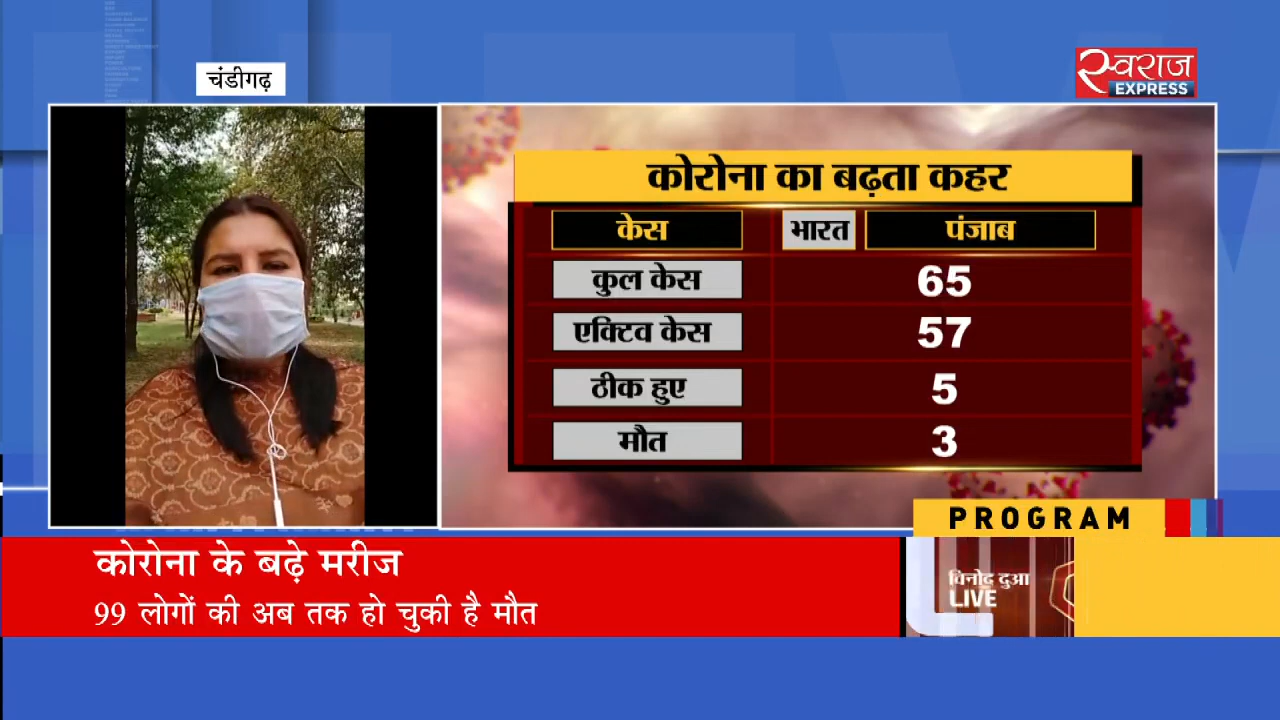 चंडीगढ़
स्वराज
EXPRESS
कोरोना का बढ़ता कहर
केस भारत पंजाब
कुल केस 65
एक्टिव केस 57
ठीक हुए 5
मौत 3
PROGRAM
कोरोना के बढ़े मरीज
99 लोगों की अब तक हो चुकी है मौत
विनोद दुआ
LIVE